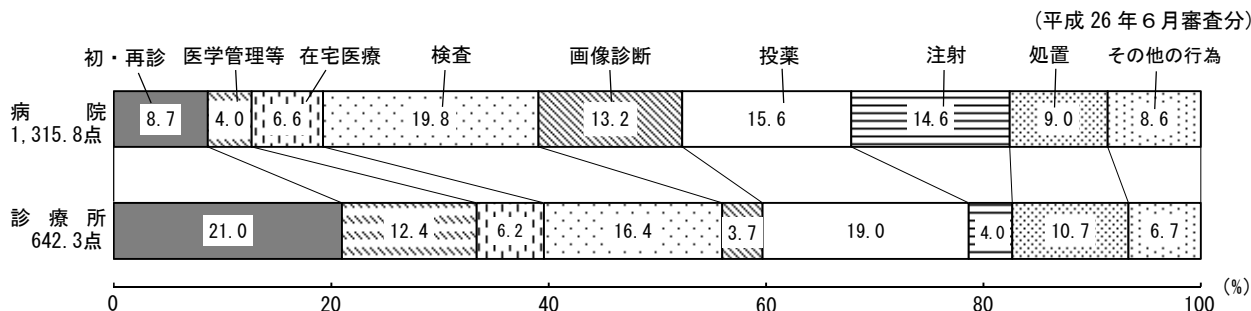 (平成 26 年6月審査分)
初・再診 医学管理等 在宅医療 検査 画像診断 投薬 注射 処置 その他の行為
病院
1,315.8点
8.7 4.0 6.6 19.8 13.2 15.6 14.6 9.0 8.6
診療所
642.3点
21.0 12.4 6.2 16.4 3.7 19.0 4.0 10.7 6.7
0 20 40 60 80 100 (%)